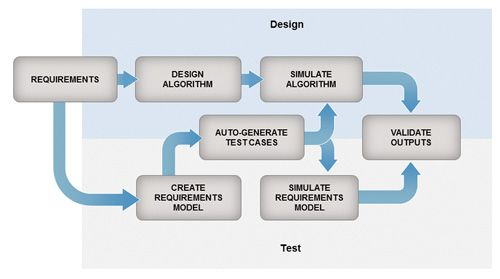 Design
REQUIREMENTS
DESIGN
ALGORITHM
SIMULATE
ALGORITHM
AUTO-GENERATE
TEST CASES
VALIDATE
OUTPUTS
CREATE
REQUIREMENTS
MODEL
SIMULATE
REQUIREMENTS
MODEL
Test